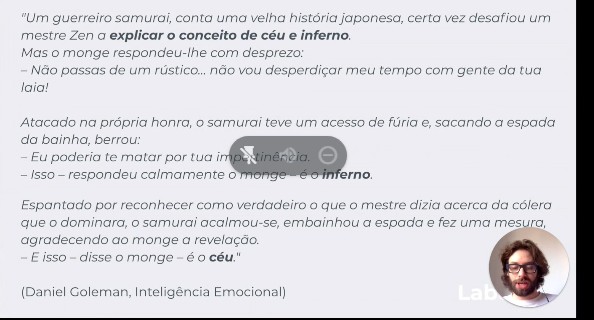 "Um guerreiro samurai, conta uma velha história japonesa, certa vez desafiou um
mestre Zen a explicar o conceito de céu e inferno.
Mas o monge respondeu-lhe com desprezo:
– Não passas de um rústico... não vou desperdiçar meu tempo com gente da tua
laia!
Atacado na própria honra, o samurai teve um acesso de fúria e, sacando a espada
da bainha, berrou:
– Eu poderia te matar por tua impertinência.
– Isso – respondeu calmamente o monge – é o inferno.
Espantado por reconhecer como verdadeiro o que o mestre dizia acerca da cólera
que o dominara, o samurai acalmou-se, embainhou a espada e fez uma mesura,
agradecendo ao monge a revelação.
– E isso – disse o monge – é o céu."
(Daniel Goleman, Inteligência Emocional)
Lab